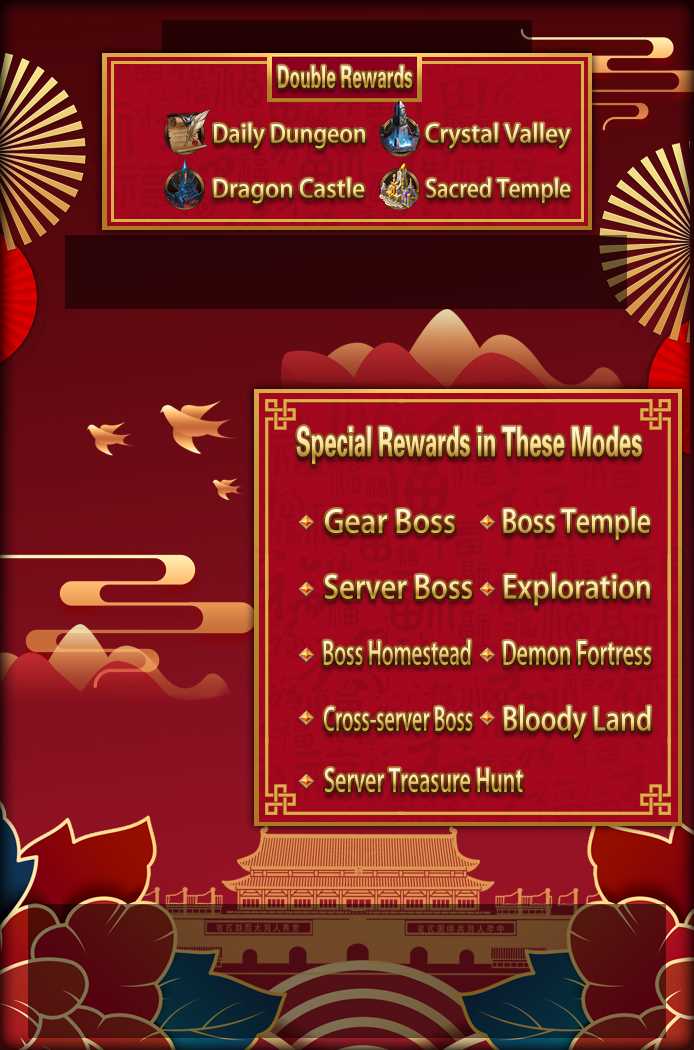 Double Rewards
Daily Dungeon Crystal Valley
Dragon Castle Sacred Temple
Special Rewards in These Modes
Gear Boss Boss Temple
Server Boss Exploration
Boss Homestead Demon Fortress
Cross-server Boss Bloody Land
Server Treasure Hunt